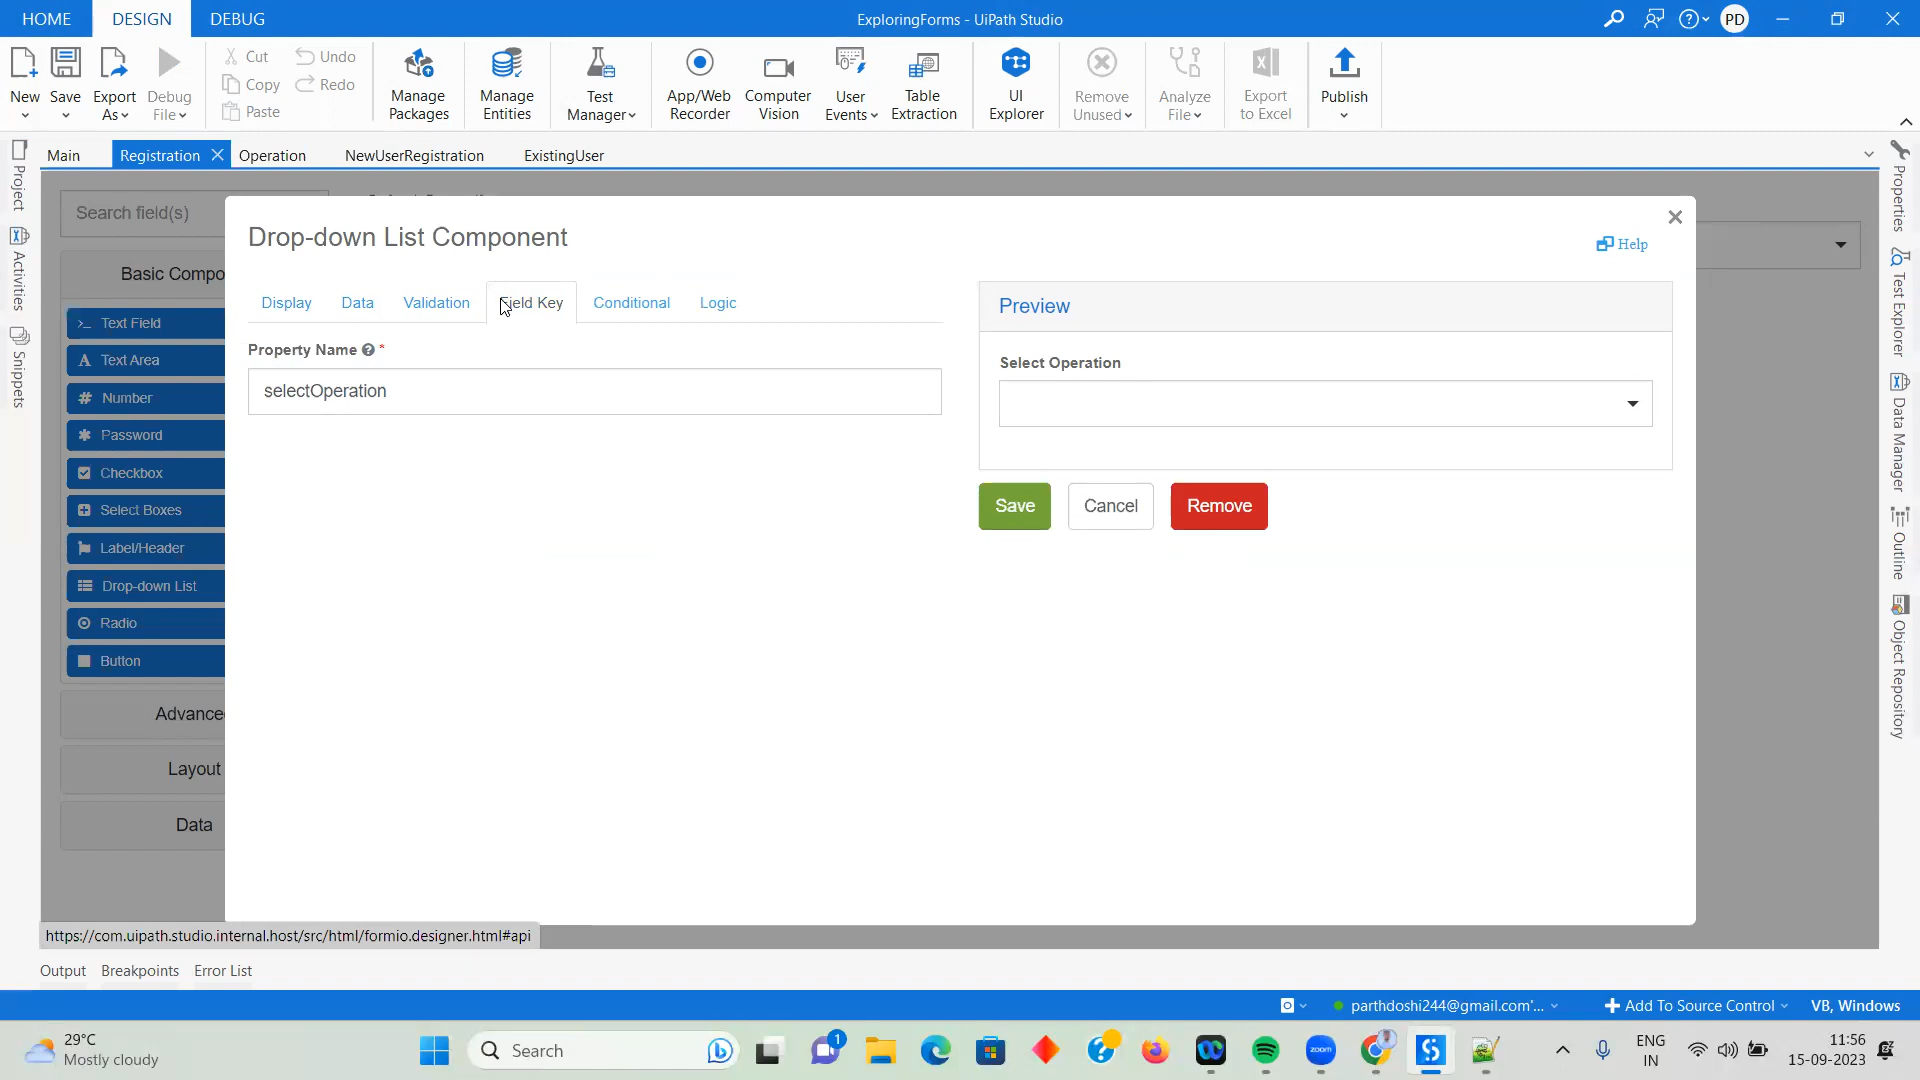 HOME
DESIGN
DEBUG
ExploringForms - UiPath Studio
PD
New
Save
Export As
Debug File
Cut
Copy
Paste
Undo
Redo
Manage Packages
Manage Entities
Test Manager
App/Web Recorder
Computer Vision
User Events
Table Extraction
UI Explorer
Remove Unused
Analyze File
Export to Excel
Publish
Main
Registration
Operation
NewUserRegistration
ExistingUser
Project
Activities
Snippets
Search field(s)
Basic Compo
Text Field
Text Area
Number
Password
Checkbox
Select Boxes
Label/Header
Drop-down List
Radio
Button
Advance
Layout
Data
Drop-down List Component
Help
Display
Data
Validation
Field Key
Conditional
Logic
Property Name *
selectOperation
Preview
Select Operation
Save
Cancel
Remove
Properties
Test Explorer
Data Manager
Outline
Object Repository
https://com.uipath.studio.internal.host/src/html/formio.designer.html#api
Output
Breakpoints
Error List
parthdoshi244@gmail.com'...
Add To Source Control
VB, Windows
29°C
Mostly cloudy
Search
1
zoom
ENG
IN
11:56
15-09-2023